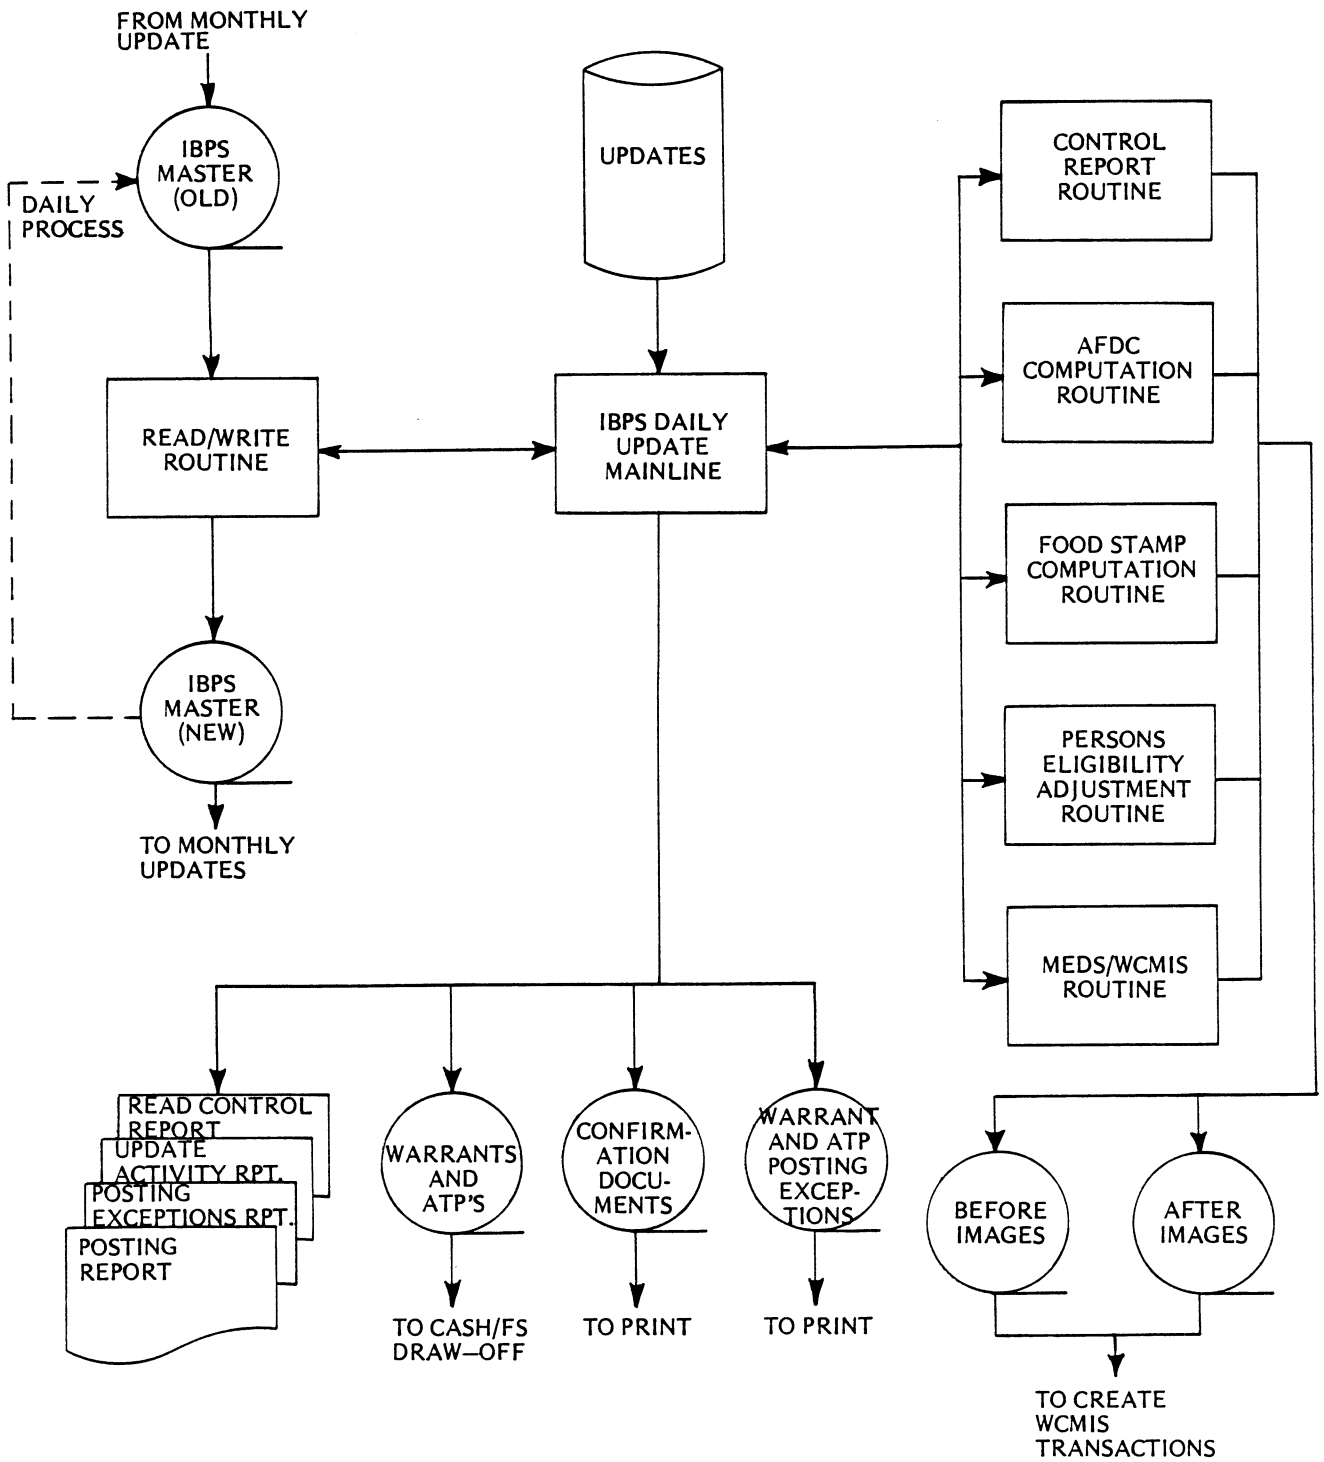 FROM MONTHLY
UPDATE
IBPS
MASTER
(OLD)
DAILY
PROCESS
UPDATES
CONTROL
REPORT
ROUTINE
AFDC
COMPUTATION
ROUTINE
READ/WRITE
ROUTINE
IBPS DAILY
UPDATE
MAINLINE
FOOD STAMP
COMPUTATION
ROUTINE
IBPS
MASTER
(NEW)
TO MONTHLY
UPDATES
PERSONS
ELIGIBILITY
ADJUSTMENT
ROUTINE
MEDS/WCMIS
ROUTINE
READ CONTROL
REPORT
UPDATE
ACTIVITY RPT.
POSTING
EXCEPTIONS RPT.
POSTING
REPORT
WARRANTS
AND
ATP'S
TO CASH/FS
DRAW—OFF
CONFIRM-
ATION
DOCU-
MENTS
TO PRINT
WARRANT
AND ATP
POSTING
EXCEP-
TIONS
TO PRINT
BEFORE
IMAGES
AFTER
IMAGES
TO CREATE
WCMIS
TRANSACTIONS